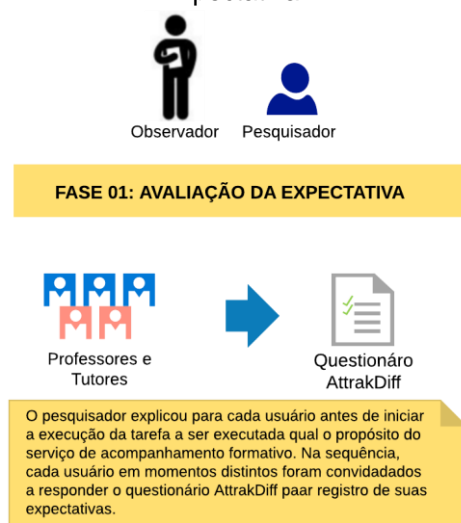 Observador Pesquisador
FASE 01: AVALIAÇÃO DA EXPECTATIVA
Professores e
Tutores
Questionáro
AttrakDiff
O pesquisador explicou para cada usuário antes de iniciar
a execução da tarefa a ser executada qual o propósito do
serviço de acompanhamento formativo. Na sequência,
cada usuário em momentos distintos foram convidadados
a responder o questionário AttrakDiff paar registro de suas
expectativas.